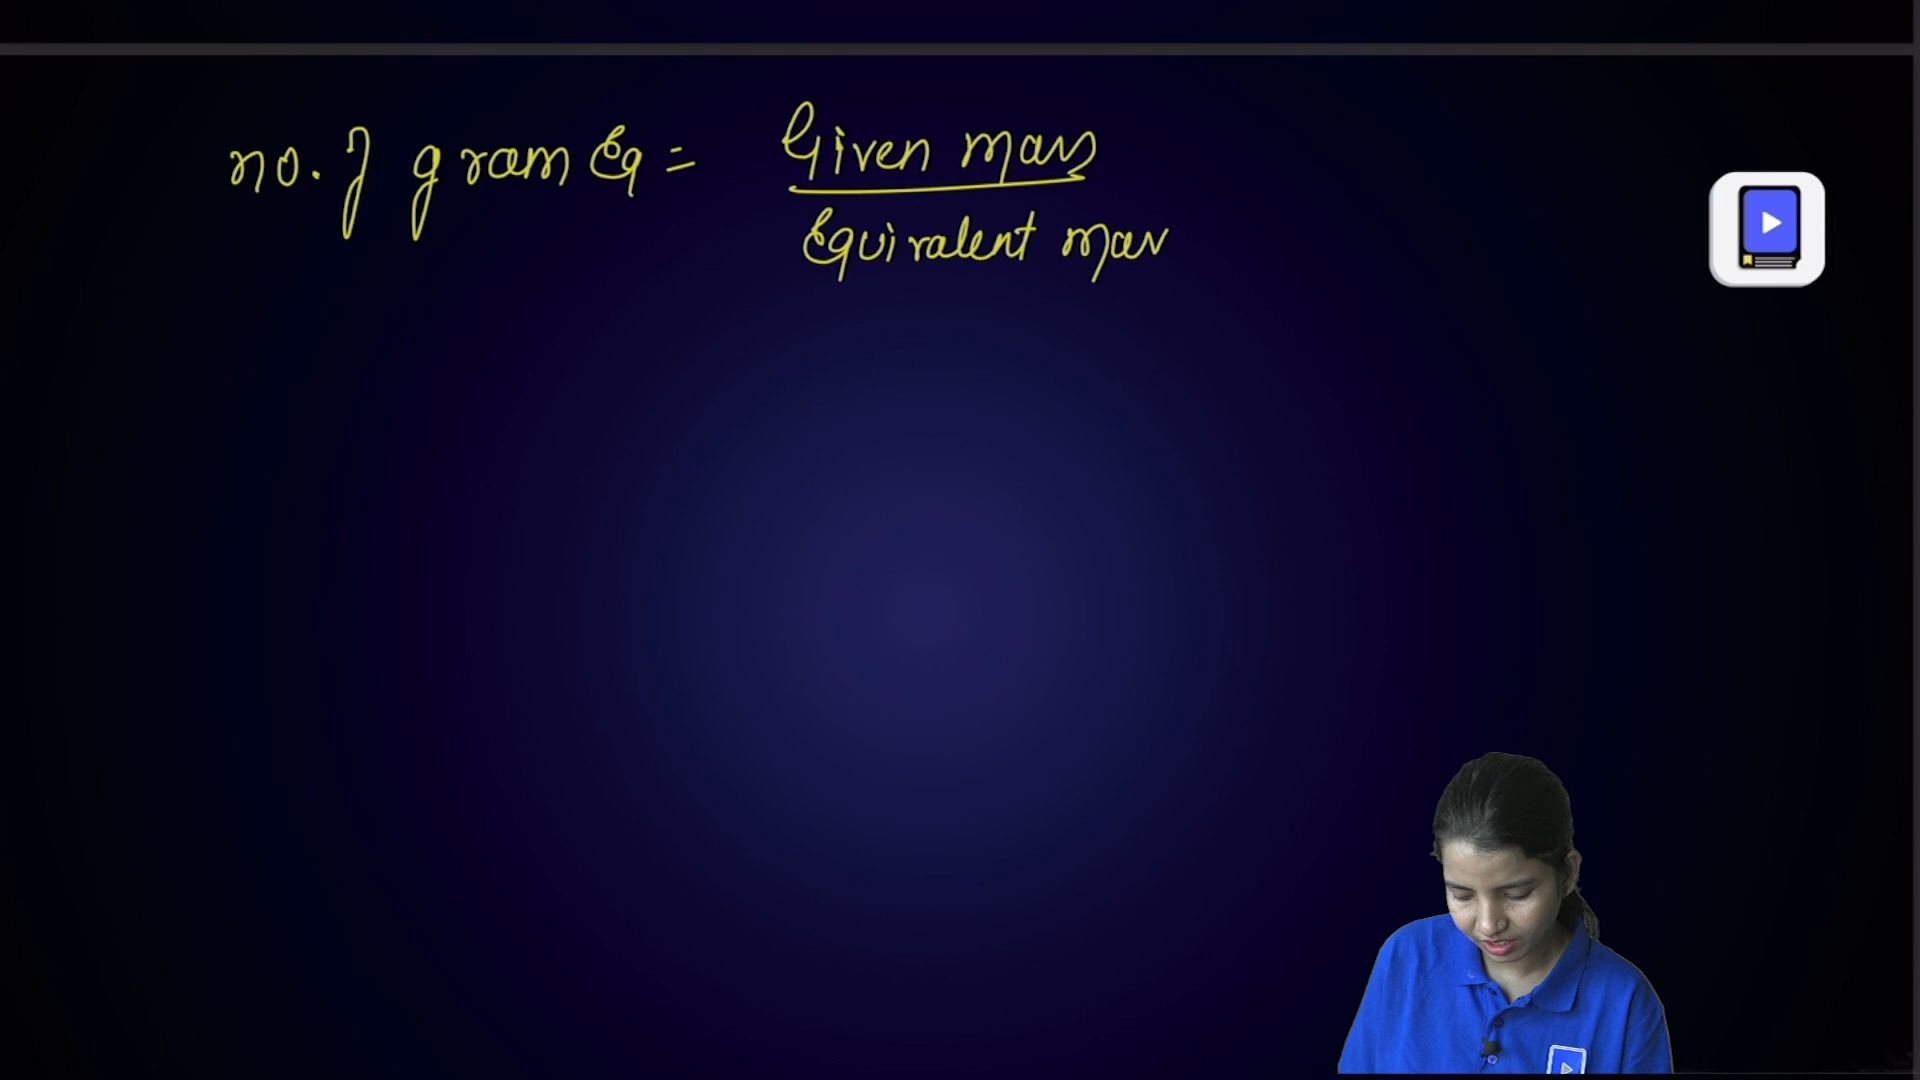 no. of gram Eq = Given mass
Equivalent mass